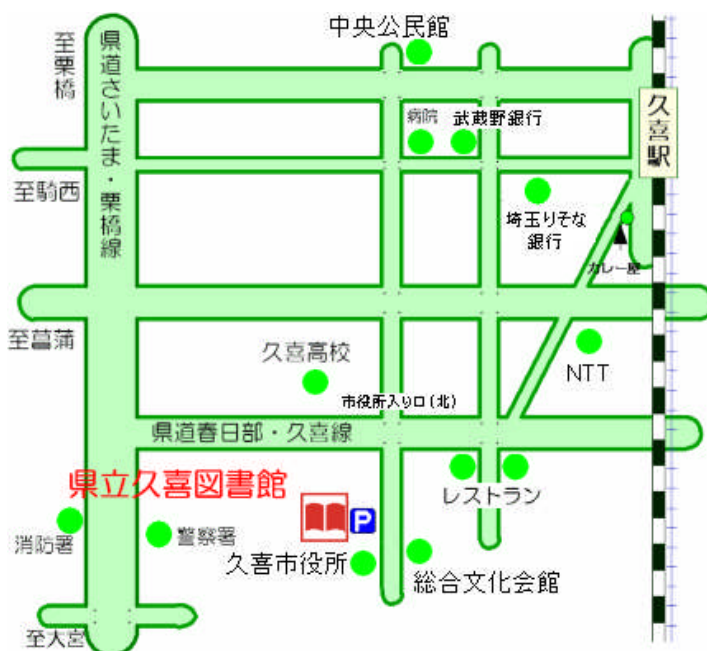 中央公民館
至栗橋
県道さいたま・栗橋線
久喜駅
病院
武蔵野銀行
至騎西
埼玉りそな
銀行
カレー屋
至菖蒲
久喜高校
NTT
市役所入り口(北)
県道春日部・久喜線
県立久喜図書館
レストラン
P
消防署
警察署
久喜市役所
総合文化会館
至大宮